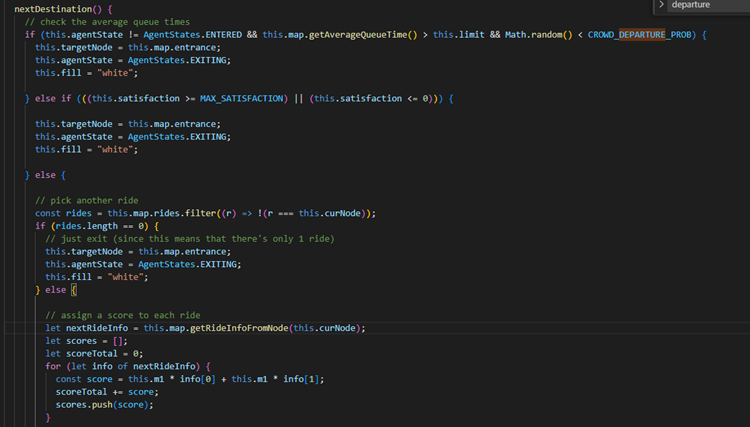 departure
nextDestination() {
// check the average queue times
if (this.agentState != AgentStates.ENTERED && this.map.getAverageQueueTime() > this.limit && Math.random() < CROWD_DEPARTURE_PROB) {
this.targetNode = this.map.entrance;
this.agentState = AgentStates.EXITING;
this.fill = "white";
} else if (((this.satisfaction >= MAX_SATISFACTION) || (this.satisfaction <= 0))) {
this.targetNode = this.map.entrance;
this.agentState = AgentStates.EXITING;
this.fill = "white";
} else {
// pick another ride
const rides = this.map.rides.filter((r) => !(r === this.curNode));
if (rides.length == 0) {
// just exit (since this means that there's only 1 ride)
this.targetNode = this.map.entrance;
this.agentState = AgentStates.EXITING;
this.fill = "white";
} else {
// assign a score to each ride
let nextRideInfo = this.map.getRideInfoFromNode(this.curNode);
let scores = [];
let scoreTotal = 0;
for (let info of nextRideInfo) {
const score = this.m1 * info[0] + this.m1 * info[1];
scoreTotal += score;
scores.push(score);
}